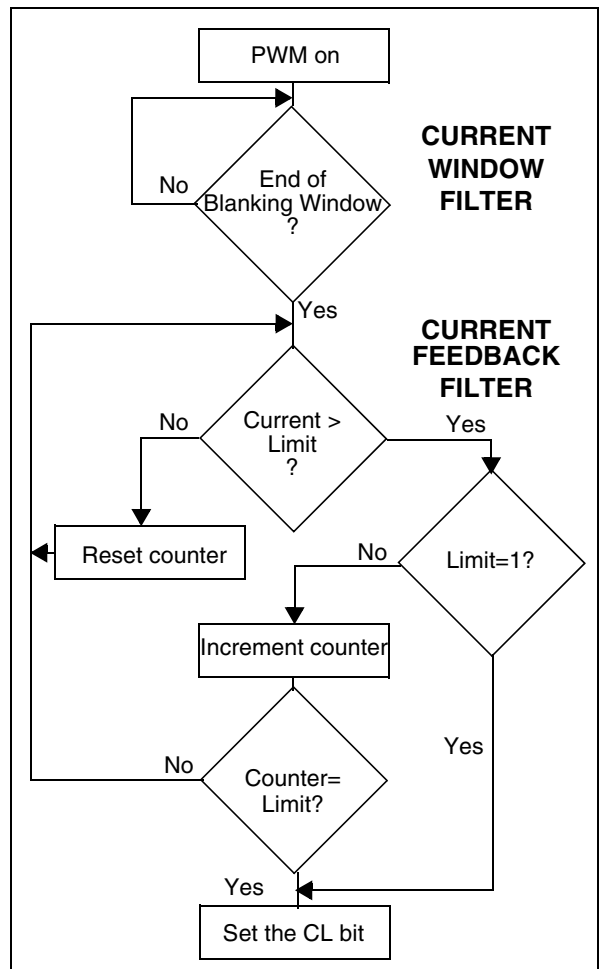 PWM on
CURRENT
WINDOW
FILTER
No
End of
Blanking Window
?
Yes
CURRENT
FEEDBACK
FILTER
No
Current >
Limit
?
Yes
Reset counter
No
Limit=1?
Increment counter
Yes
No
Counter=
Limit?
Yes
Set the CL bit